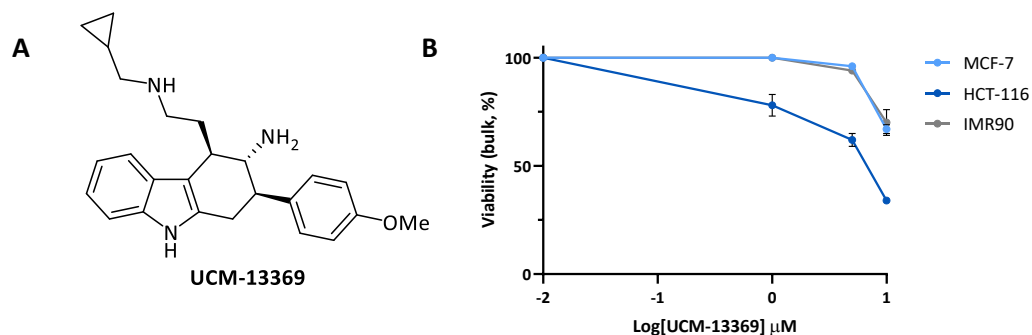 A
NH
NH₂
N
H
OMe
UCM-13369
B
Viability (bulk, %)
100
50
0
-2
-1
0
1
Log[UCM-13369] µM
MCF-7
HCT-116
IMR90